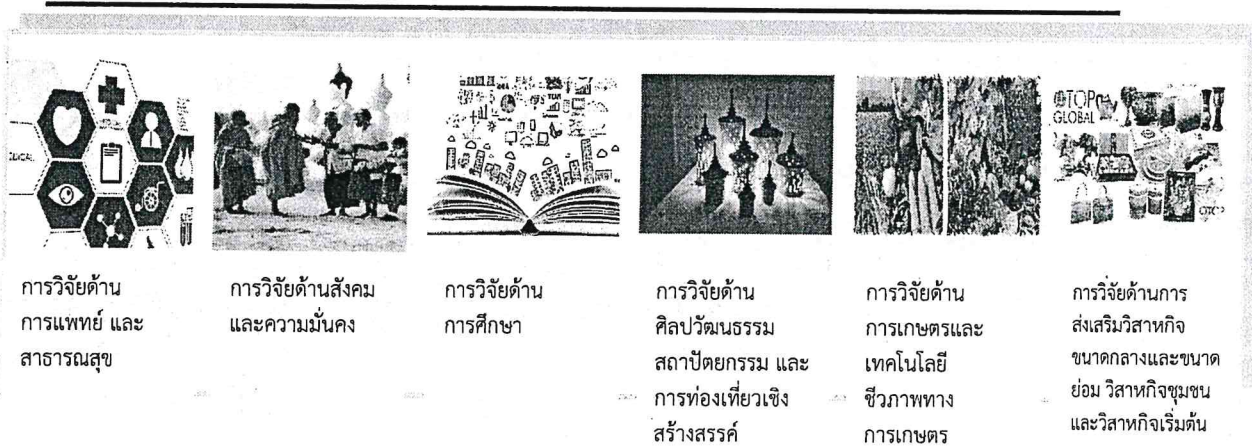 OTOP
GLOBAL
OTOP
การวิจัยด้าน
การแพทย์ และ
สาธารณสุข
การวิจัยด้านสังคม
และความมั่นคง
การวิจัยด้าน
การศึกษา
การวิจัยด้าน
ศิลปวัฒนธรรม
สถาปัตยกรรม และ
การท่องเที่ยวเชิง
สร้างสรรค์
การวิจัยด้าน
การเกษตรและ
เทคโนโลยี
ชีวภาพทาง
การเกษตร
การวิจัยด้านการ
ส่งเสริมวิสาหกิจ
ขนาดกลางและขนาด
ย่อม วิสาหกิจชุมชน
และวิสาหกิจเริ่มต้น